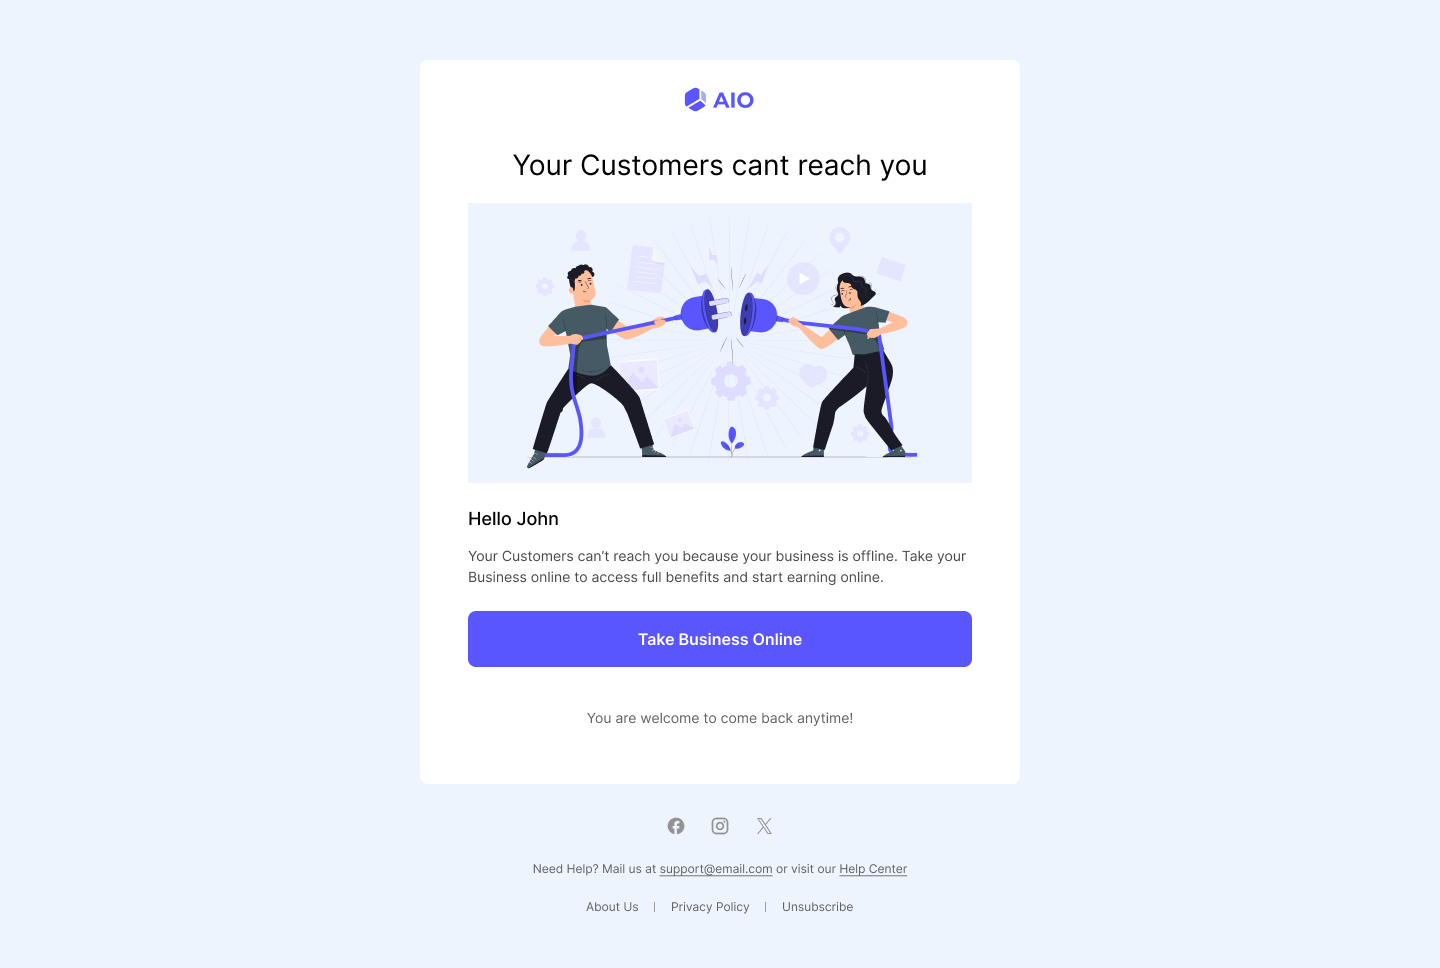 AIO
Your Customers cant reach you
Hello John
Your Customers can’t reach you because your business is offline. Take your
Business online to access full benefits and start earning online.
Take Business Online
You are welcome to come back anytime!
Need Help? Mail us at support@email.com or visit our Help Center
About Us | Privacy Policy | Unsubscribe